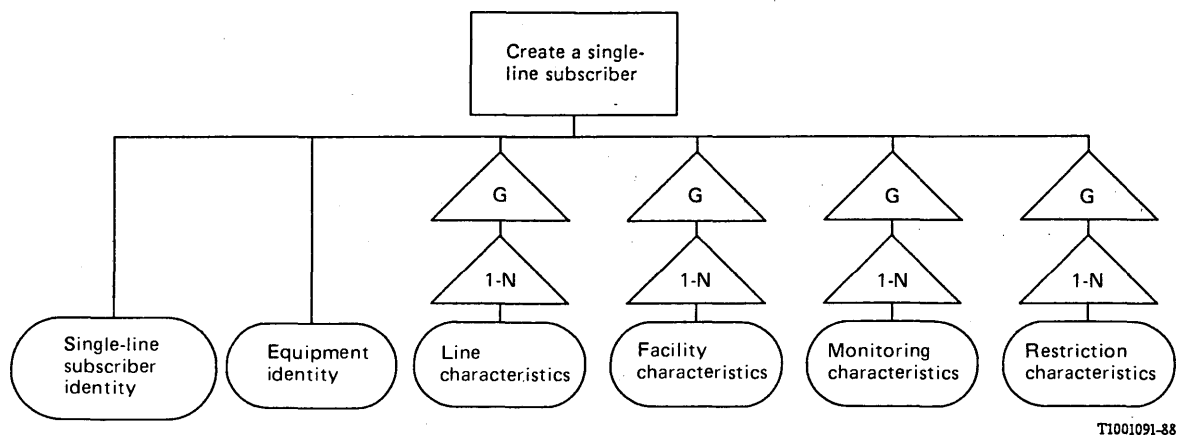 Create a single-
line subscriber
G
G
G
G
1-N
1-N
1-N
1-N
Single-line
subscriber
identity
Equipment
identity
Line
characteristics
Facility
characteristics
Monitoring
characteristics
Restriction
characteristics
T1001091-88